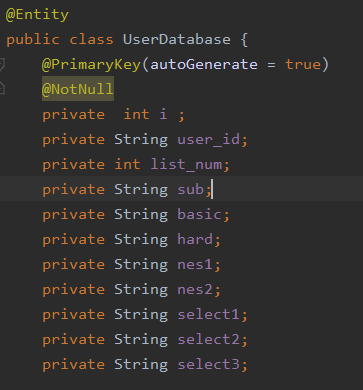 @Entity
public class UserDatabase {
@PrimaryKey(autoGenerate = true)
@NotNull
private  int i ;
private String user_id;
private int list_num;
private String sub;
private String basic;
private String hard;
private String nes1;
private String nes2;
private String select1;
private String select2;
private String select3;